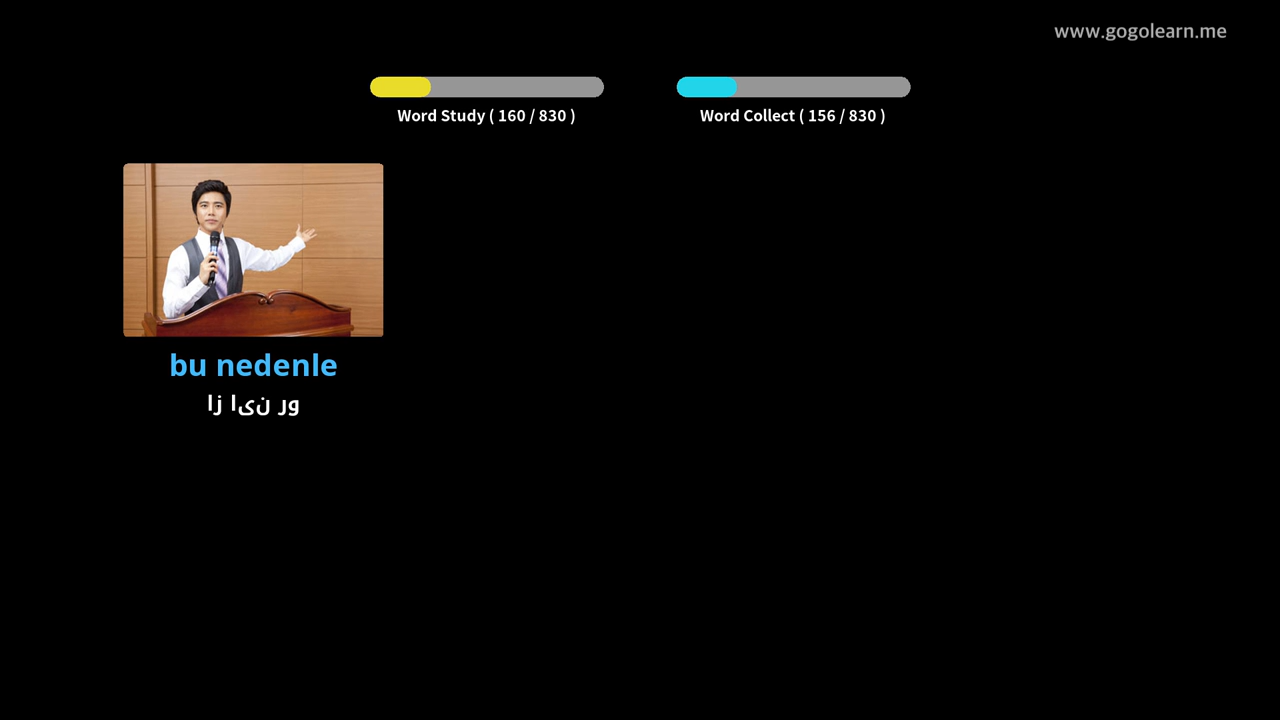 www.gogolearn.me
Word Study ( 160 / 830 )
Word Collect ( 156 / 830 )
bu nedenle
ور نیا زا